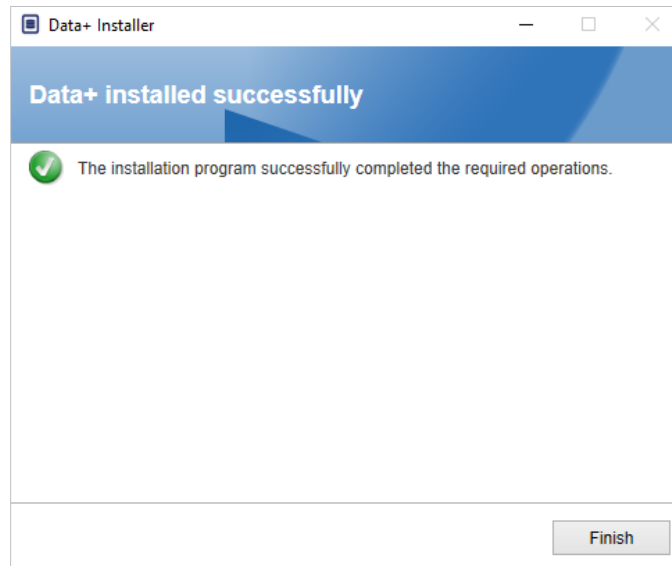 Data+ Installer
Data+ installed successfully
The installation program successfully completed the required operations.
Finish